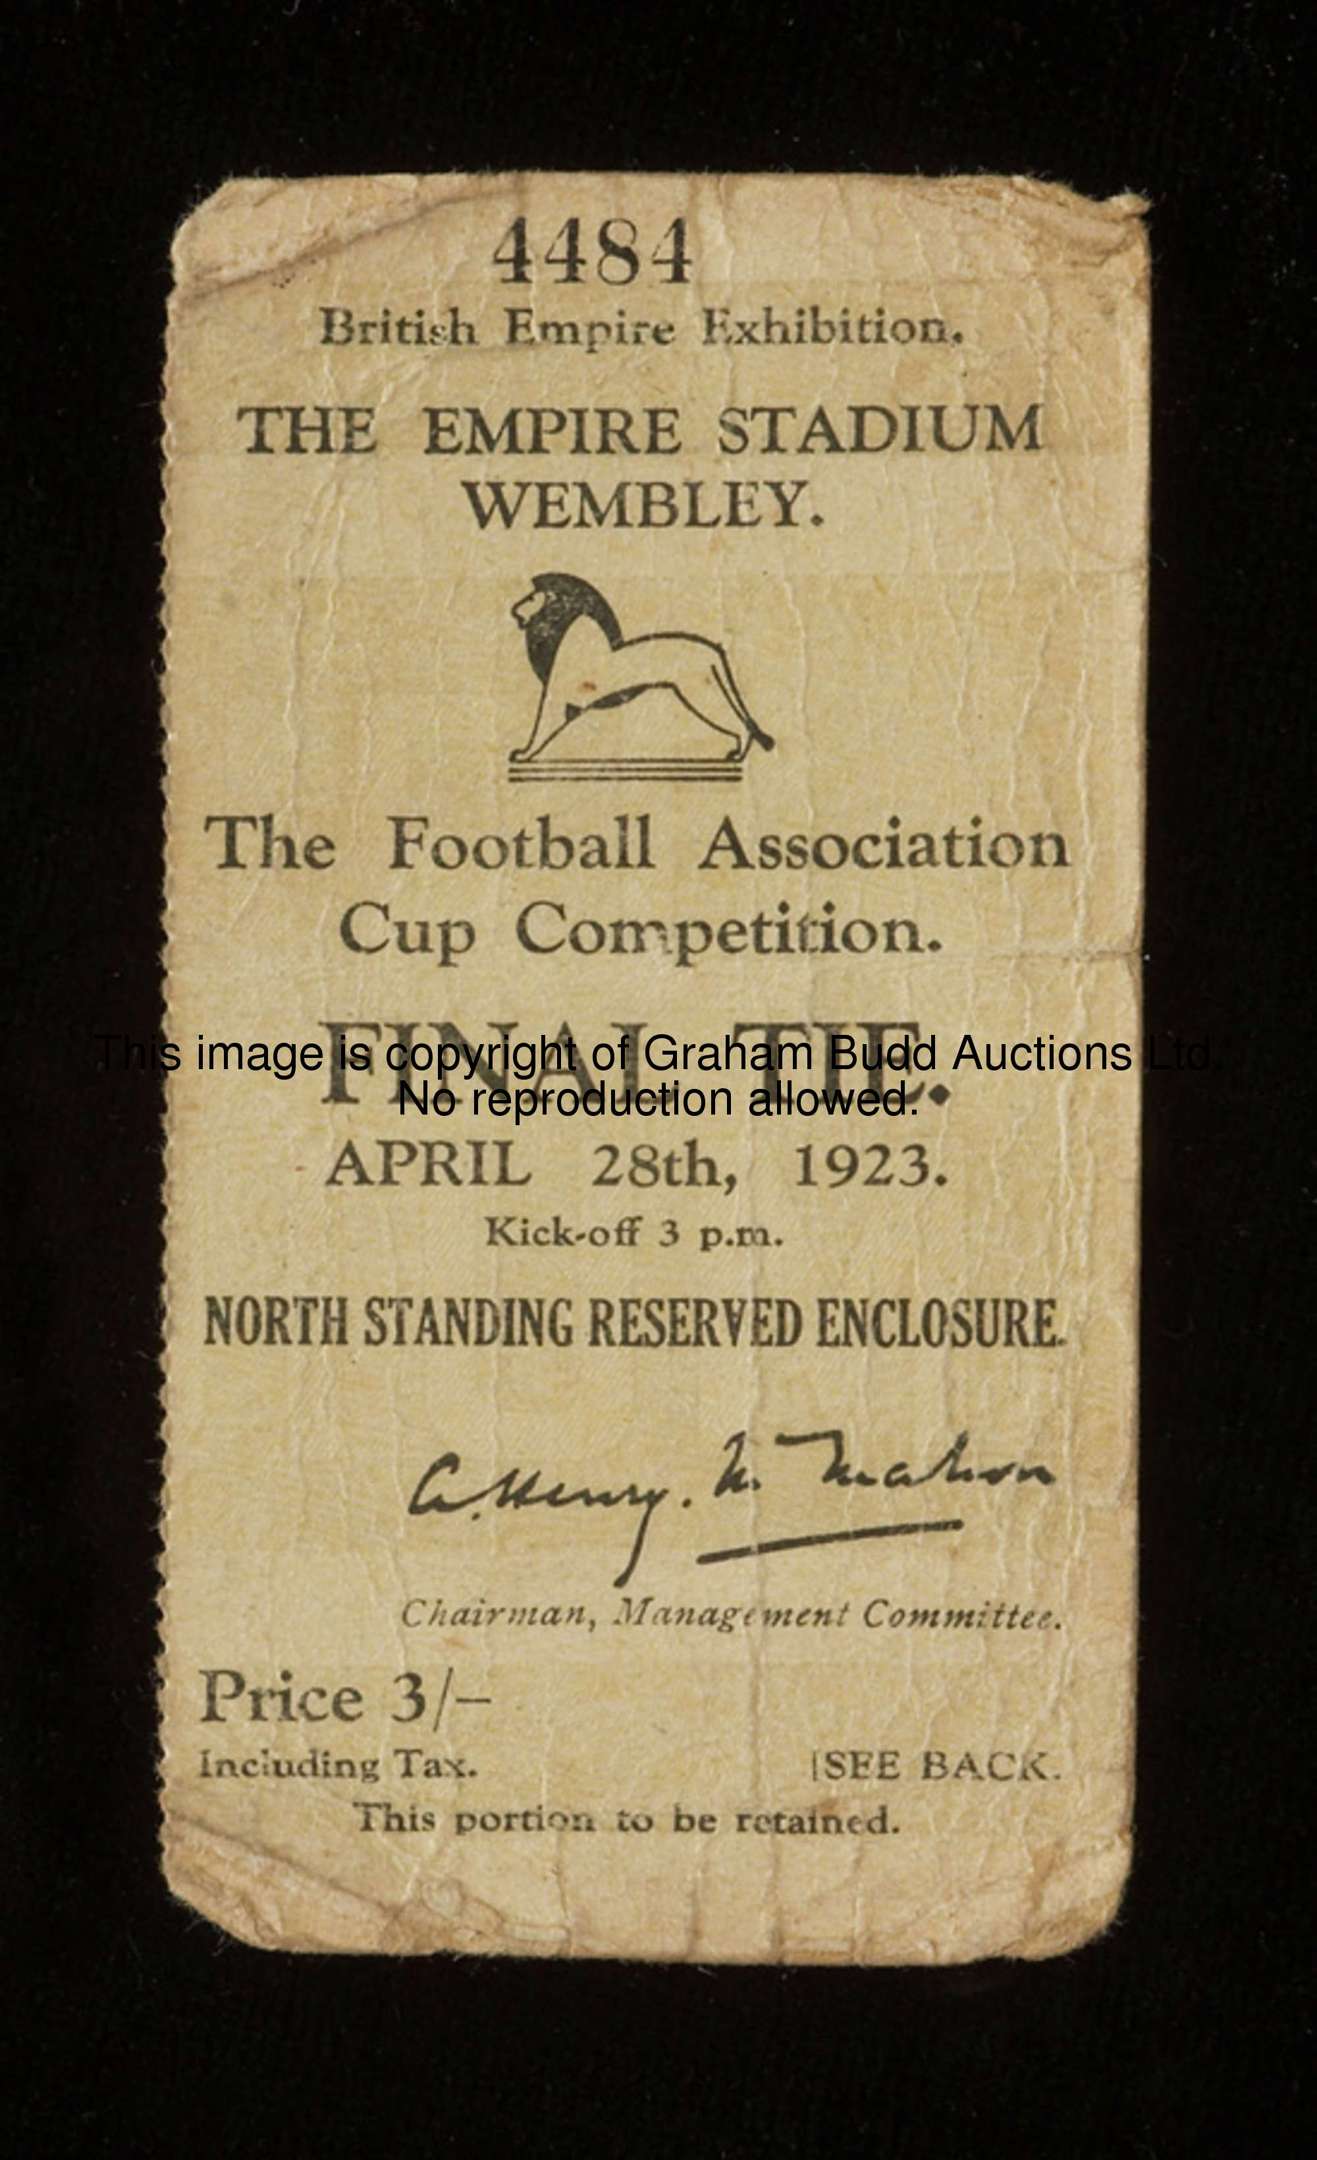 4484
British Empire Exhibition.
THE EMPIRE STADIUM
WEMBLEY.
The Football Association
Cup Competition.
FINAL TIE.
This image is copyright of Graham Budd Auctions Ltd.
No reproduction allowed.
APRIL 28th, 1923.
Kick-off 3 p.m.
NORTH STANDING RESERVED ENCLOSURE.
A. Henry. McMahon
Chairman, Management Committee.
Price 3/–
Including Tax.
[SEE BACK.
This portion to be retained.